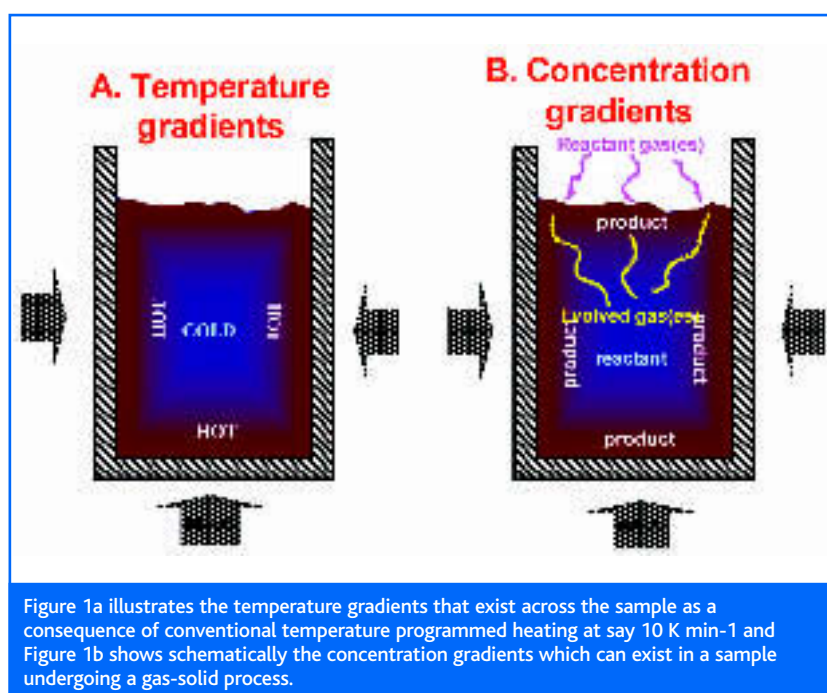 A. Temperature
gradients
HOT
COLD
HOT
HOT
B. Concentration
gradients
Reactant gas(es)
product
Evolved gas(es)
product
reactant
product
product
Figure 1a illustrates the temperature gradients that exist across the sample as a
consequence of conventional temperature programmed heating at say 10 K min-1 and
Figure 1b shows schematically the concentration gradients which can exist in a sample
undergoing a gas-solid process.